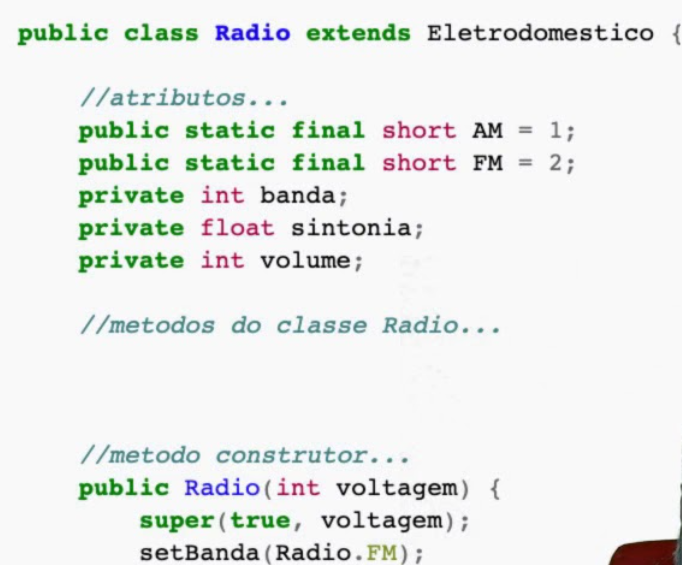 public class Radio extends Eletrodomestico {
//atributos...
public static final short AM = 1;
public static final short FM = 2;
private int banda;
private float sintonia;
private int volume;
//metodos do classe Radio...
//metodo construtor...
public Radio(int voltagem) {
super(true, voltagem);
setBanda(Radio.FM);